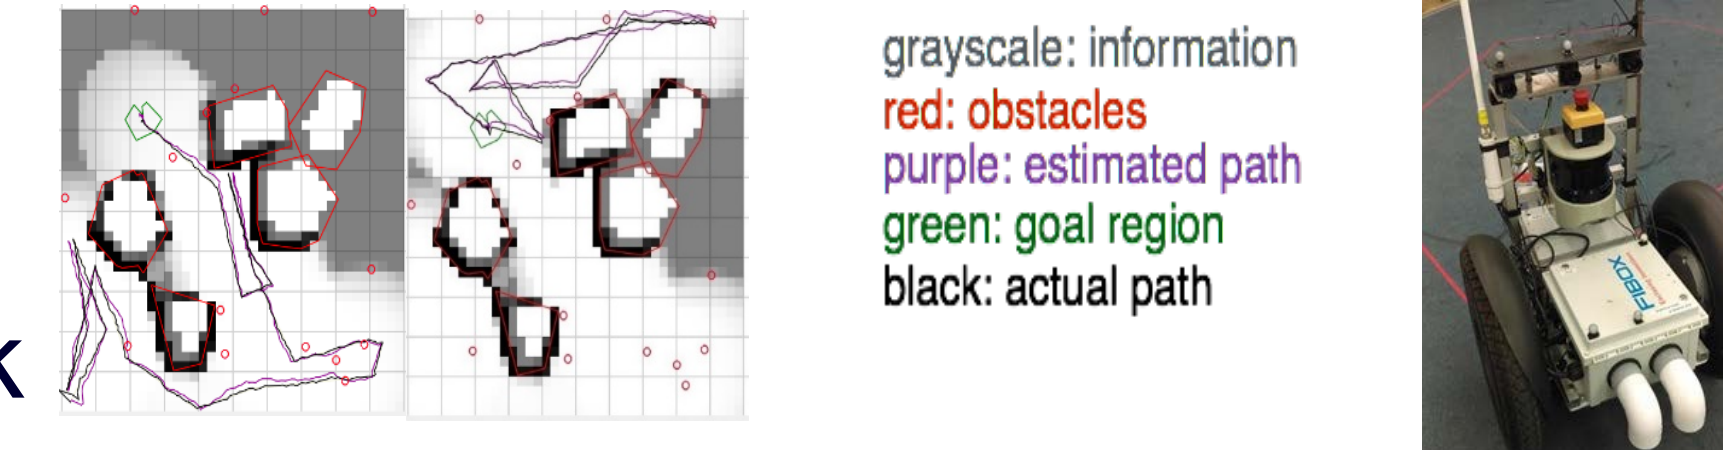 k
grayscale: information
red: obstacles
purple: estimated path
green: goal region
black: actual path
FIBOX